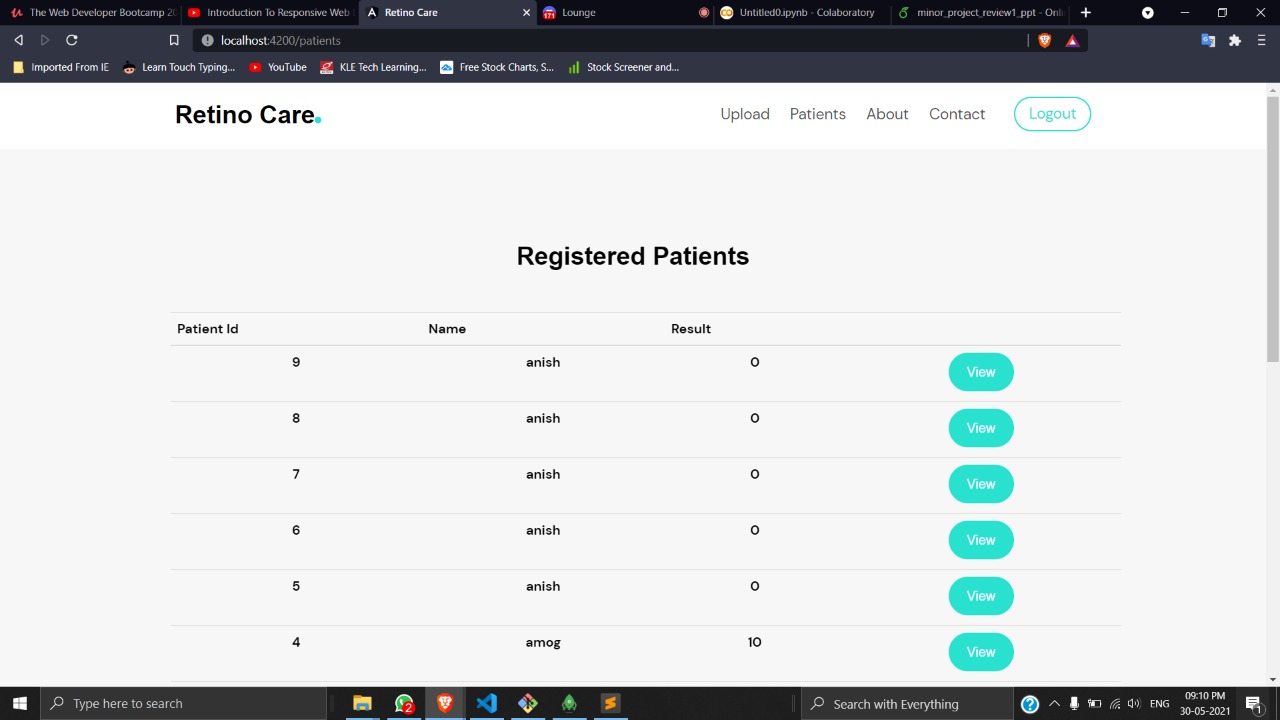 The Web Developer Bootcamp 20
Introduction To Responsive Web
Retino Care
171
Lounge
Untitled0.ipynb - Colaboratory
minor_project_review1_ppt - Onli
localhost:4200/patients
Imported From IE
Learn Touch Typing...
YouTube
KLE Tech Learning...
Free Stock Charts, S...
Stock Screener and...
Retino Care.
Upload Patients About Contact Logout
Registered Patients
Patient Id Name Result
9 anish 0 View
8 anish 0 View
7 anish 0 View
6 anish 0 View
5 anish 0 View
4 amog 10 View
Type here to search
2
Search with Everything
ENG
09:10 PM
30-05-2021
1